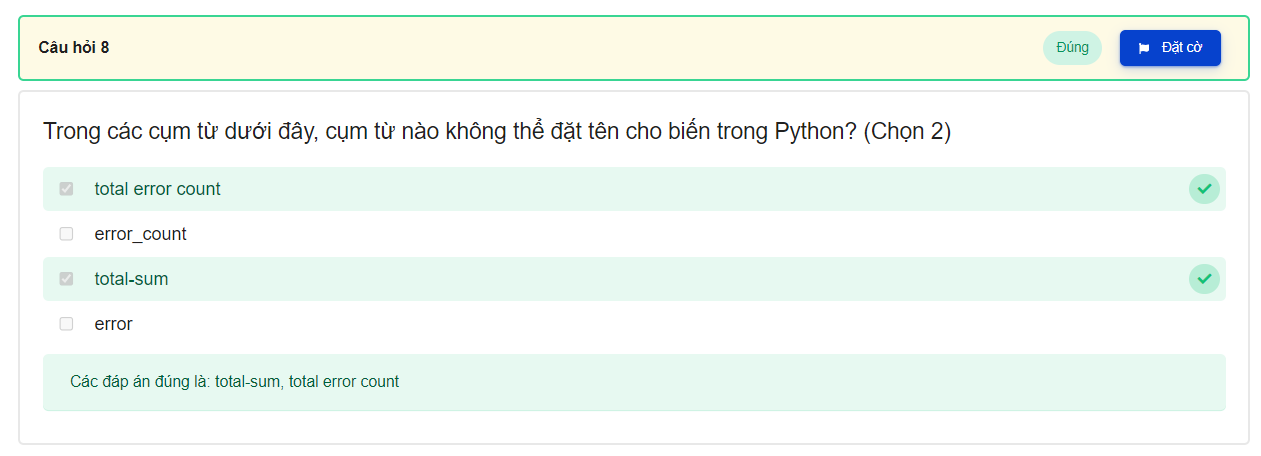 Câu hỏi 8
Đúng
Đặt cờ
Trong các cụm từ dưới đây, cụm từ nào không thể đặt tên cho biến trong Python? (Chọn 2)
total error count
error_count
total-sum
error
Các đáp án đúng là: total-sum, total error count